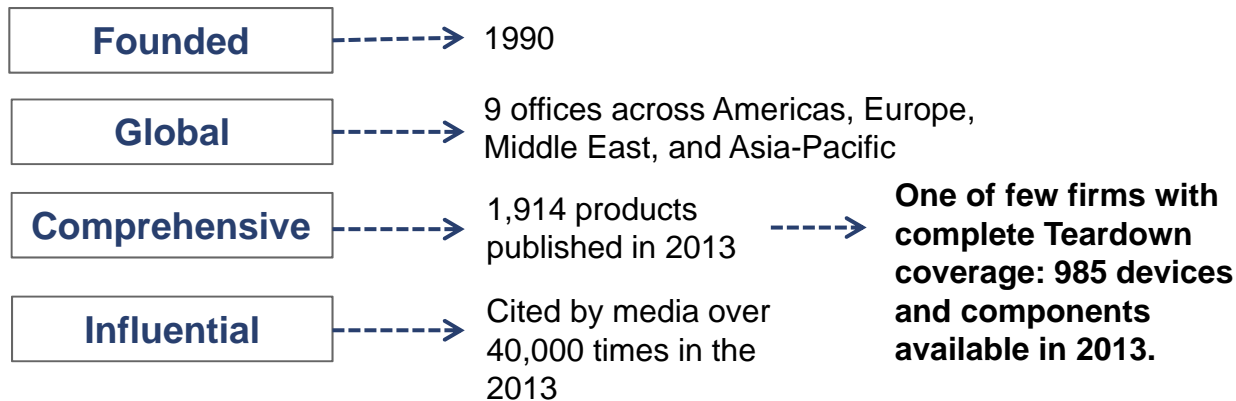 Founded
1990
Global
9 offices across Americas, Europe,
Middle East, and Asia-Pacific
Comprehensive
1,914 products
published in 2013
One of few firms with
complete Teardown
coverage: 985 devices
and components
available in 2013.
Influential
Cited by media over
40,000 times in the
2013